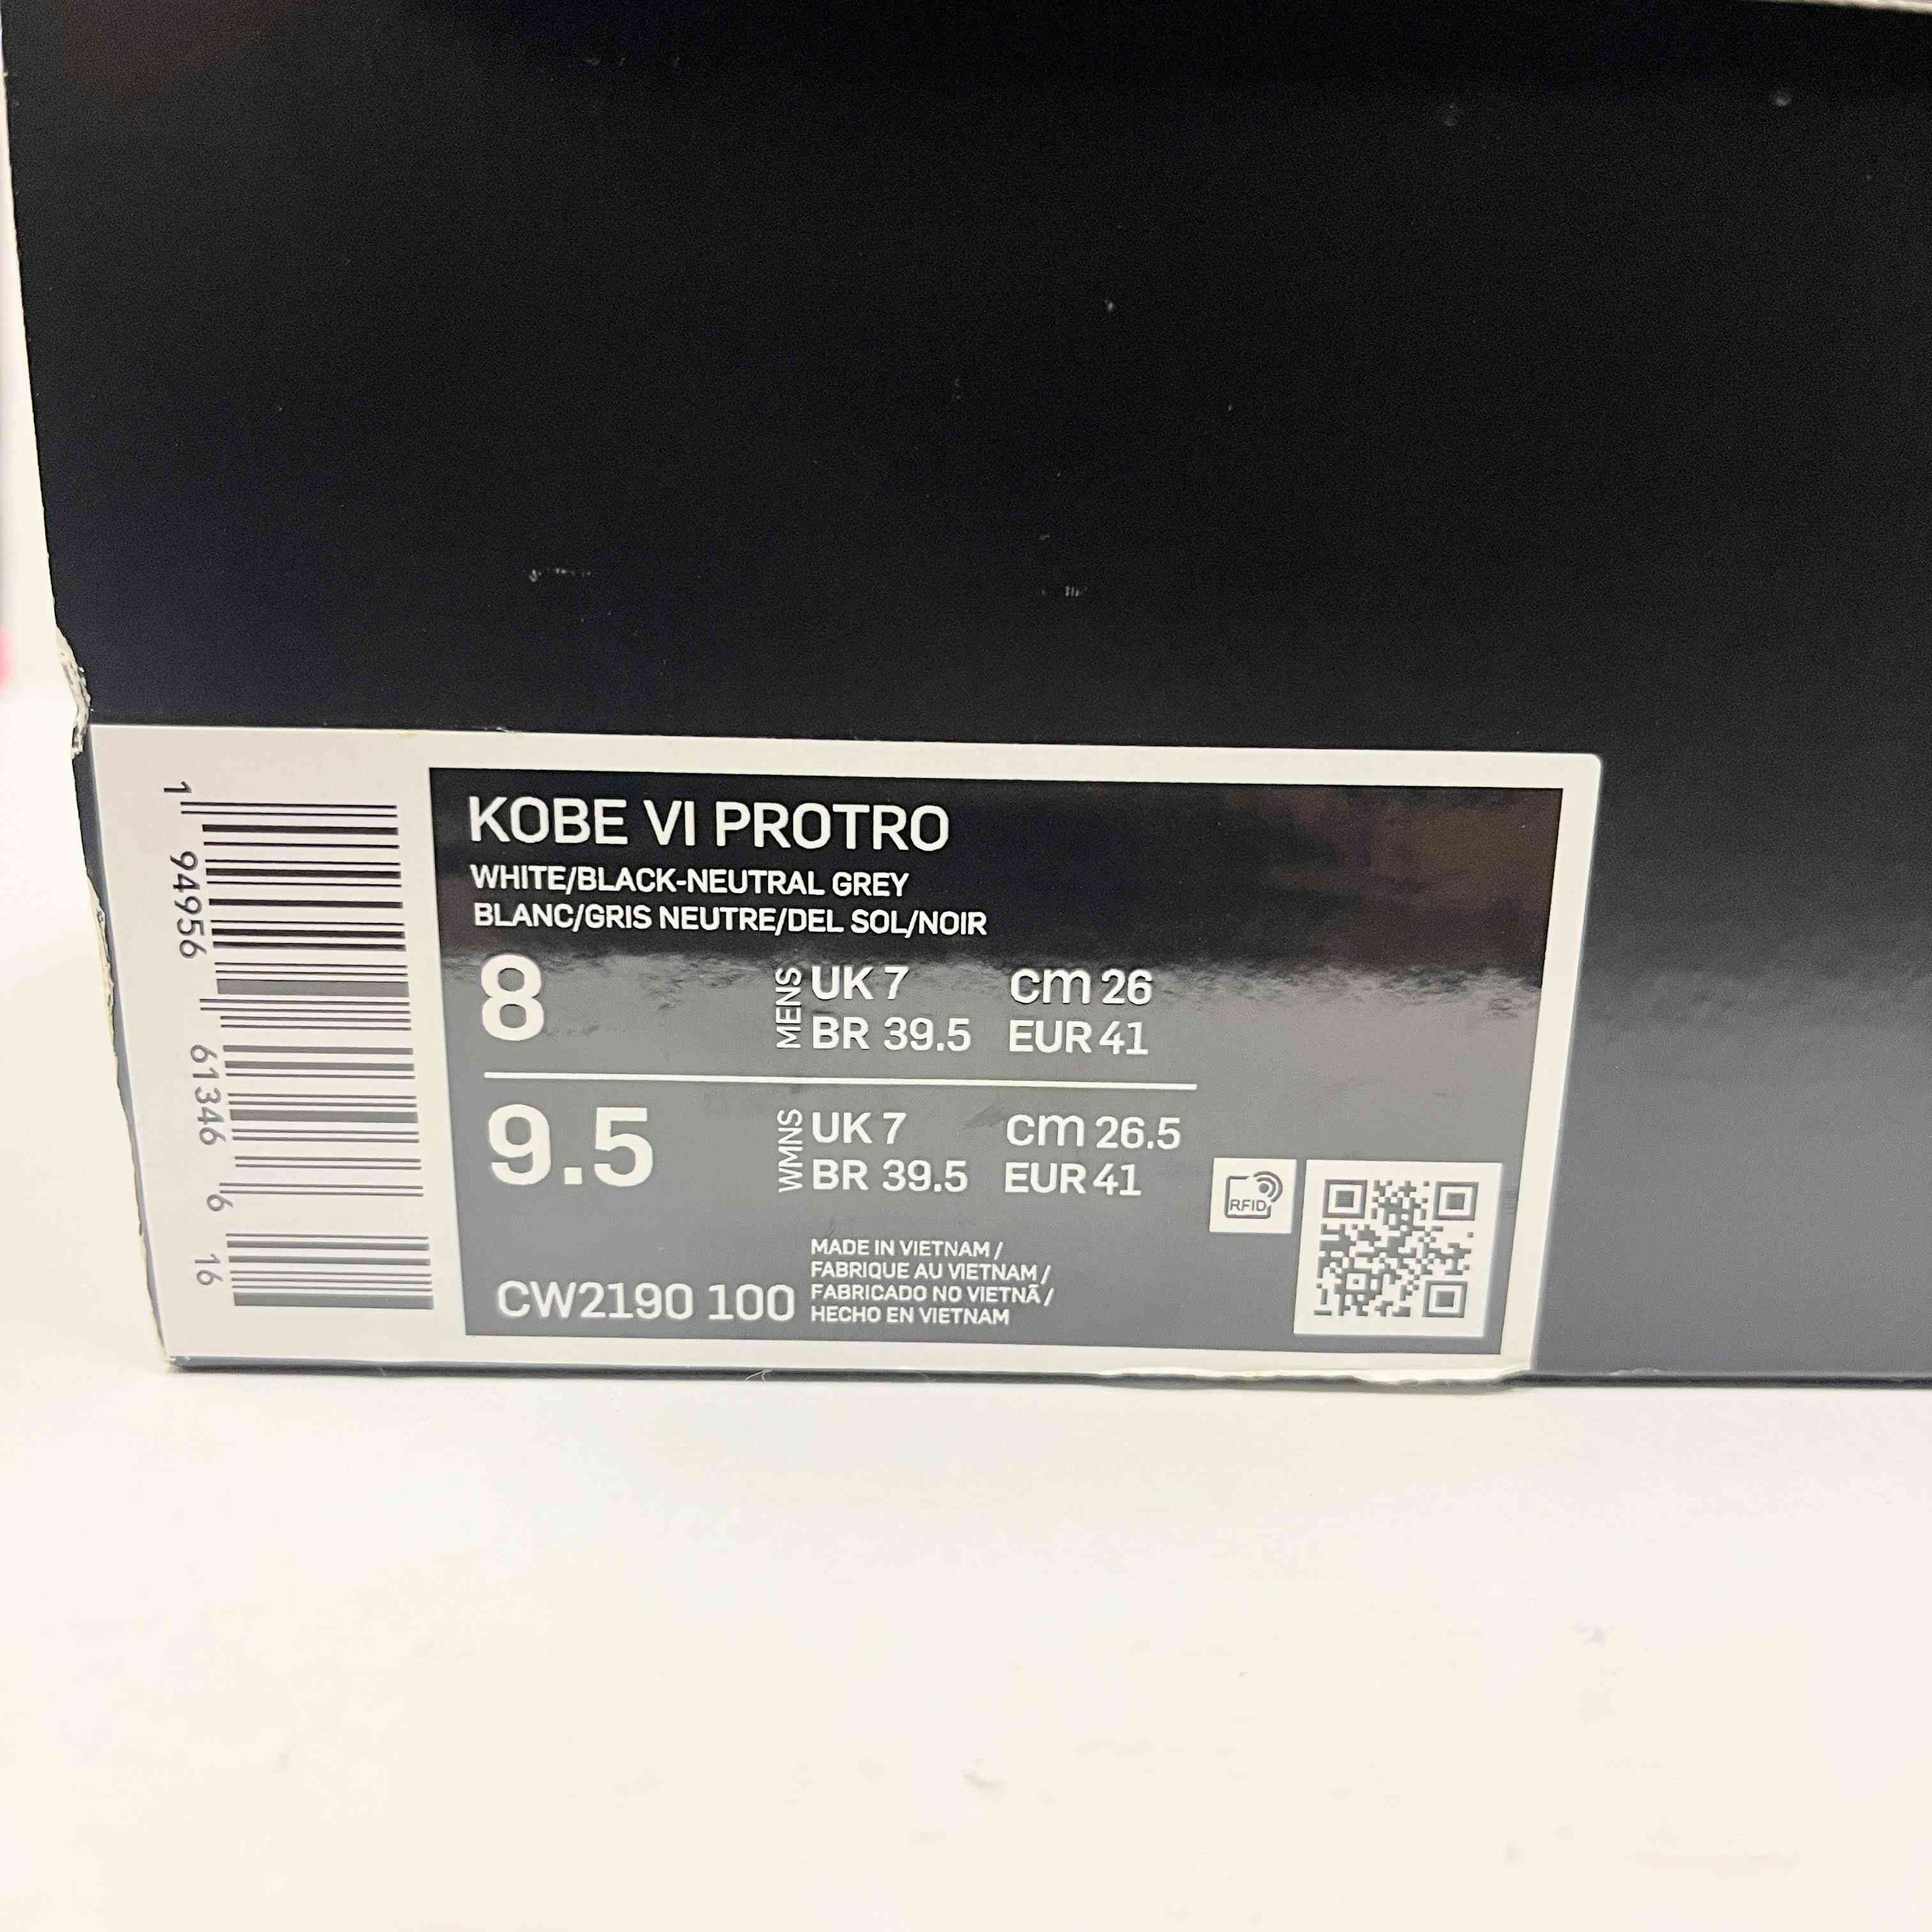 1 94956 61346 6 16
KOBE VI PROTRO
WHITE/BLACK-NEUTRAL GREY
BLANC/GRIS NEUTRE/DEL SOL/NOIR
8
MENS
UK 7 cm 26
BR 39.5 EUR 41
9.5
WMNS
UK 7 cm 26.5
BR 39.5 EUR 41
RFID
CW2190 100
MADE IN VIETNAM /
FABRIQUE AU VIETNAM /
FABRICADO NO VIETNÃ /
HECHO EN VIETNAM